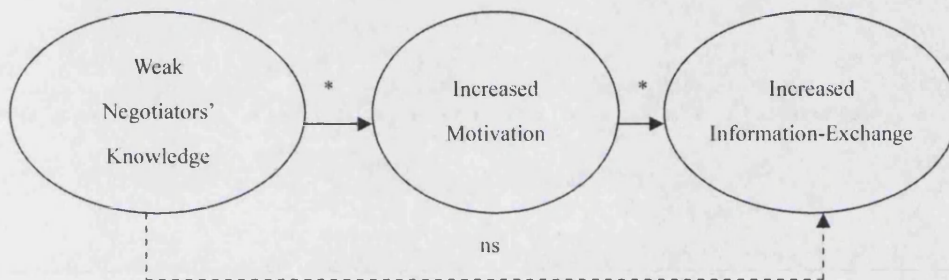 Weak
Negotiators'
Knowledge
*
Increased
Motivation
*
Increased
Information-Exchange
ns